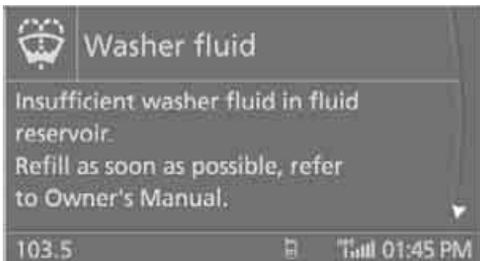 Washer fluid
Insufficient washer fluid in fluid
reservoir.
Refill as soon as possible, refer
to Owner's Manual.
103.5 01:45 PM